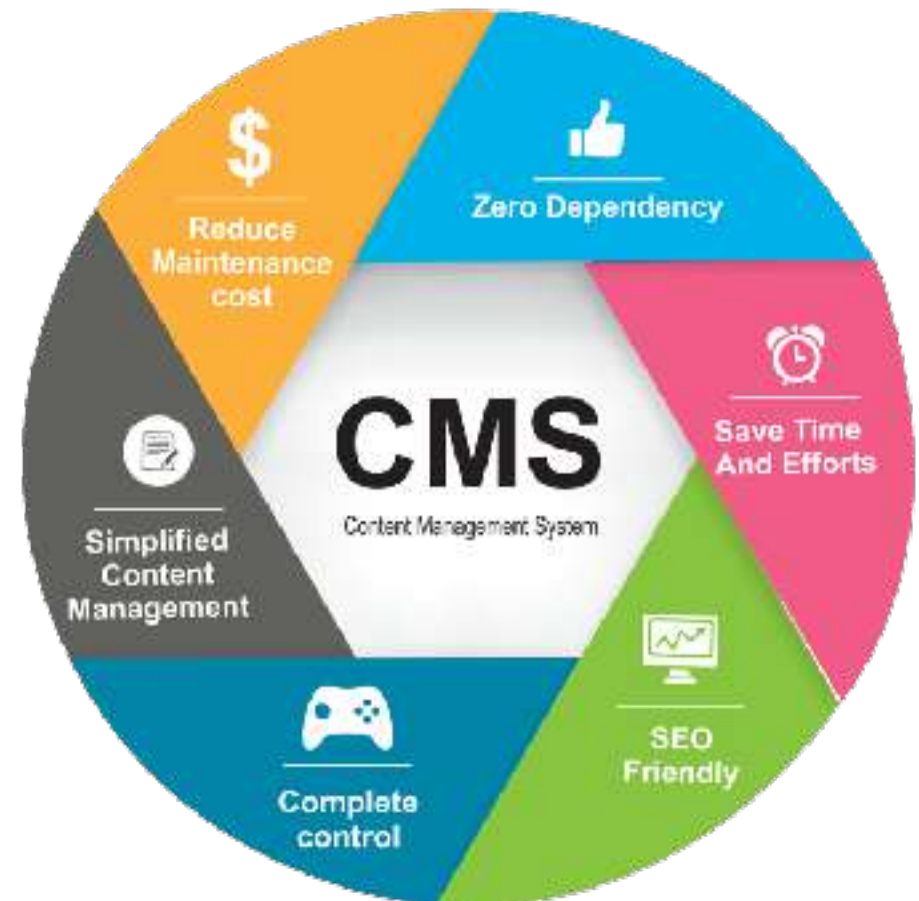 $
Reduce
Maintenance
cost
Zero Dependency
Save Time
And Efforts
SEO
Friendly
Complete
control
Simplified
Content
Management
CMS
Content Management System